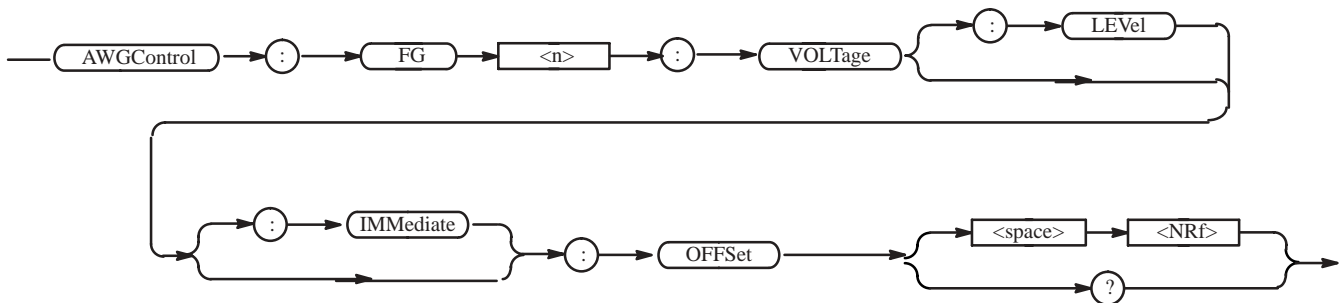 : LEVel
AWGControl : FG <n> : VOLTage
: IMMediate <space> <NRf>
: OFFSet
?